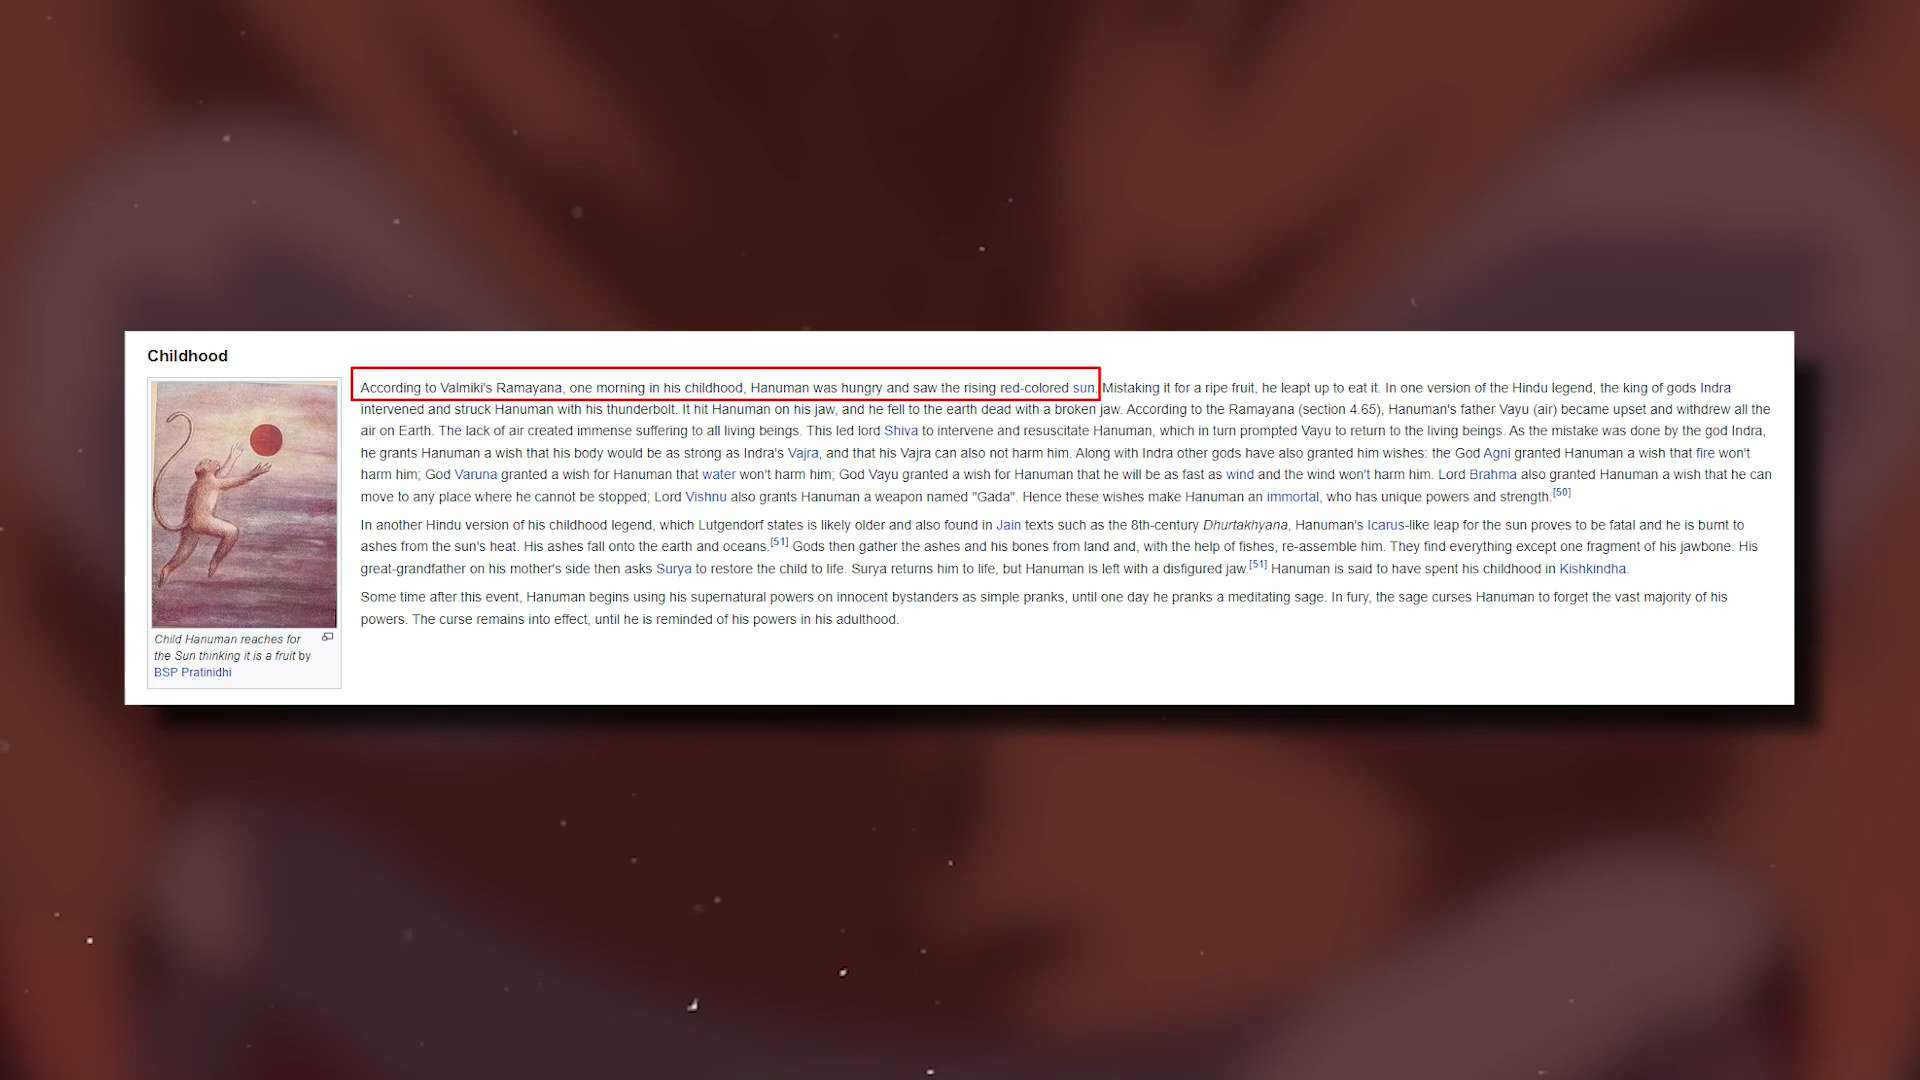 Childhood
According to Valmiki's Ramayana, one morning in his childhood, Hanuman was hungry and saw the rising red-colored sun. Mistaking it for a ripe fruit, he leapt up to eat it. In one version of the Hindu legend, the king of gods Indra
intervened and struck Hanuman with his thunderbolt. It hit Hanuman on his jaw, and he fell to the earth dead with a broken jaw. According to the Ramayana (section 4.65), Hanuman's father Vayu (air) became upset and withdrew all the
air on Earth. The lack of air created immense suffering to all living beings. This led lord Shiva to intervene and resuscitate Hanuman, which in turn prompted Vayu to return to the living beings. As the mistake was done by the god Indra,
he grants Hanuman a wish that his body would be as strong as Indra's Vajra, and that his Vajra can also not harm him. Along with Indra other gods have also granted him wishes: the God Agni granted Hanuman a wish that fire won't
harm him; God Varuna granted a wish for Hanuman that water won't harm him; God Vayu granted a wish for Hanuman that he will be as fast as wind and the wind won't harm him. Lord Brahma also granted Hanuman a wish that he can
move to any place where he cannot be stopped; Lord Vishnu also grants Hanuman a weapon named "Gada". Hence these wishes make Hanuman an immortal, who has unique powers and strength.[50]
In another Hindu version of his childhood legend, which Lutgendorf states is likely older and also found in Jain texts such as the 8th-century Dhurtakhyana, Hanuman's Icarus-like leap for the sun proves to be fatal and he is burnt to
ashes from the sun's heat. His ashes fall onto the earth and oceans.[51] Gods then gather the ashes and his bones from land and, with the help of fishes, re-assemble him. They find everything except one fragment of his jawbone. His
great-grandfather on his mother's side then asks Surya to restore the child to life. Surya returns him to life, but Hanuman is left with a disfigured jaw.[51] Hanuman is said to have spent his childhood in Kishkindha.
Some time after this event, Hanuman begins using his supernatural powers on innocent bystanders as simple pranks, until one day he pranks a meditating sage. In fury, the sage curses Hanuman to forget the vast majority of his
powers. The curse remains into effect, until he is reminded of his powers in his adulthood.
Child Hanuman reaches for
the Sun thinking it is a fruit by
BSP Pratinidhi